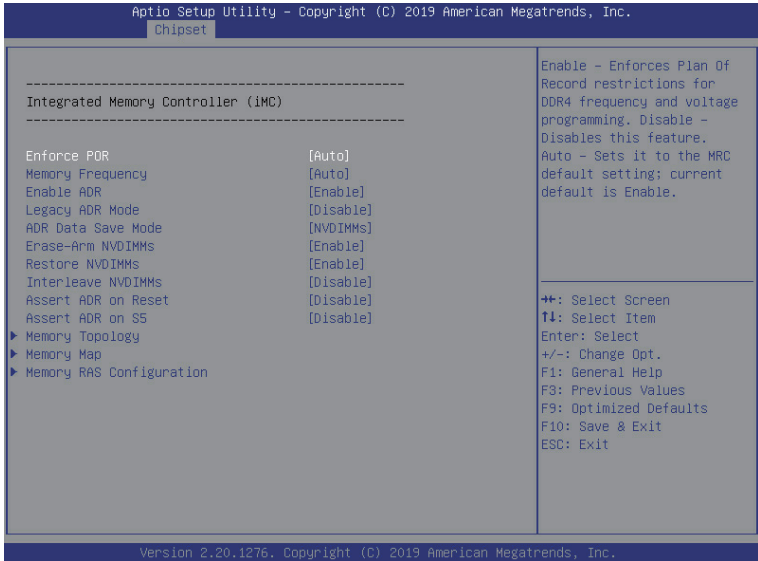 Aptio Setup Utility – Copyright (C) 2019 American Megatrends, Inc.
Chipset
------------------------------------------------
Integrated Memory Controller (iMC)
------------------------------------------------
Enforce POR [Auto]
Memory Frequency [Auto]
Enable ADR [Enable]
Legacy ADR Mode [Disable]
ADR Data Save Mode [NVDIMMs]
Erase-Arm NVDIMMs [Enable]
Restore NVDIMMs [Enable]
Interleave NVDIMMs [Disable]
Assert ADR on Reset [Disable]
Assert ADR on S5 [Disable]
Memory Topology
Memory Map
Memory RAS Configuration
Enable – Enforces Plan Of
Record restrictions for
DDR4 frequency and voltage
programming. Disable –
Disables this feature.
Auto – Sets it to the MRC
default setting; current
default is Enable.
→←: Select Screen
↑↓: Select Item
Enter: Select
+/-: Change Opt.
F1: General Help
F3: Previous Values
F9: Optimized Defaults
F10: Save & Exit
ESC: Exit
Version 2.20.1276. Copyright (C) 2019 American Megatrends, Inc.